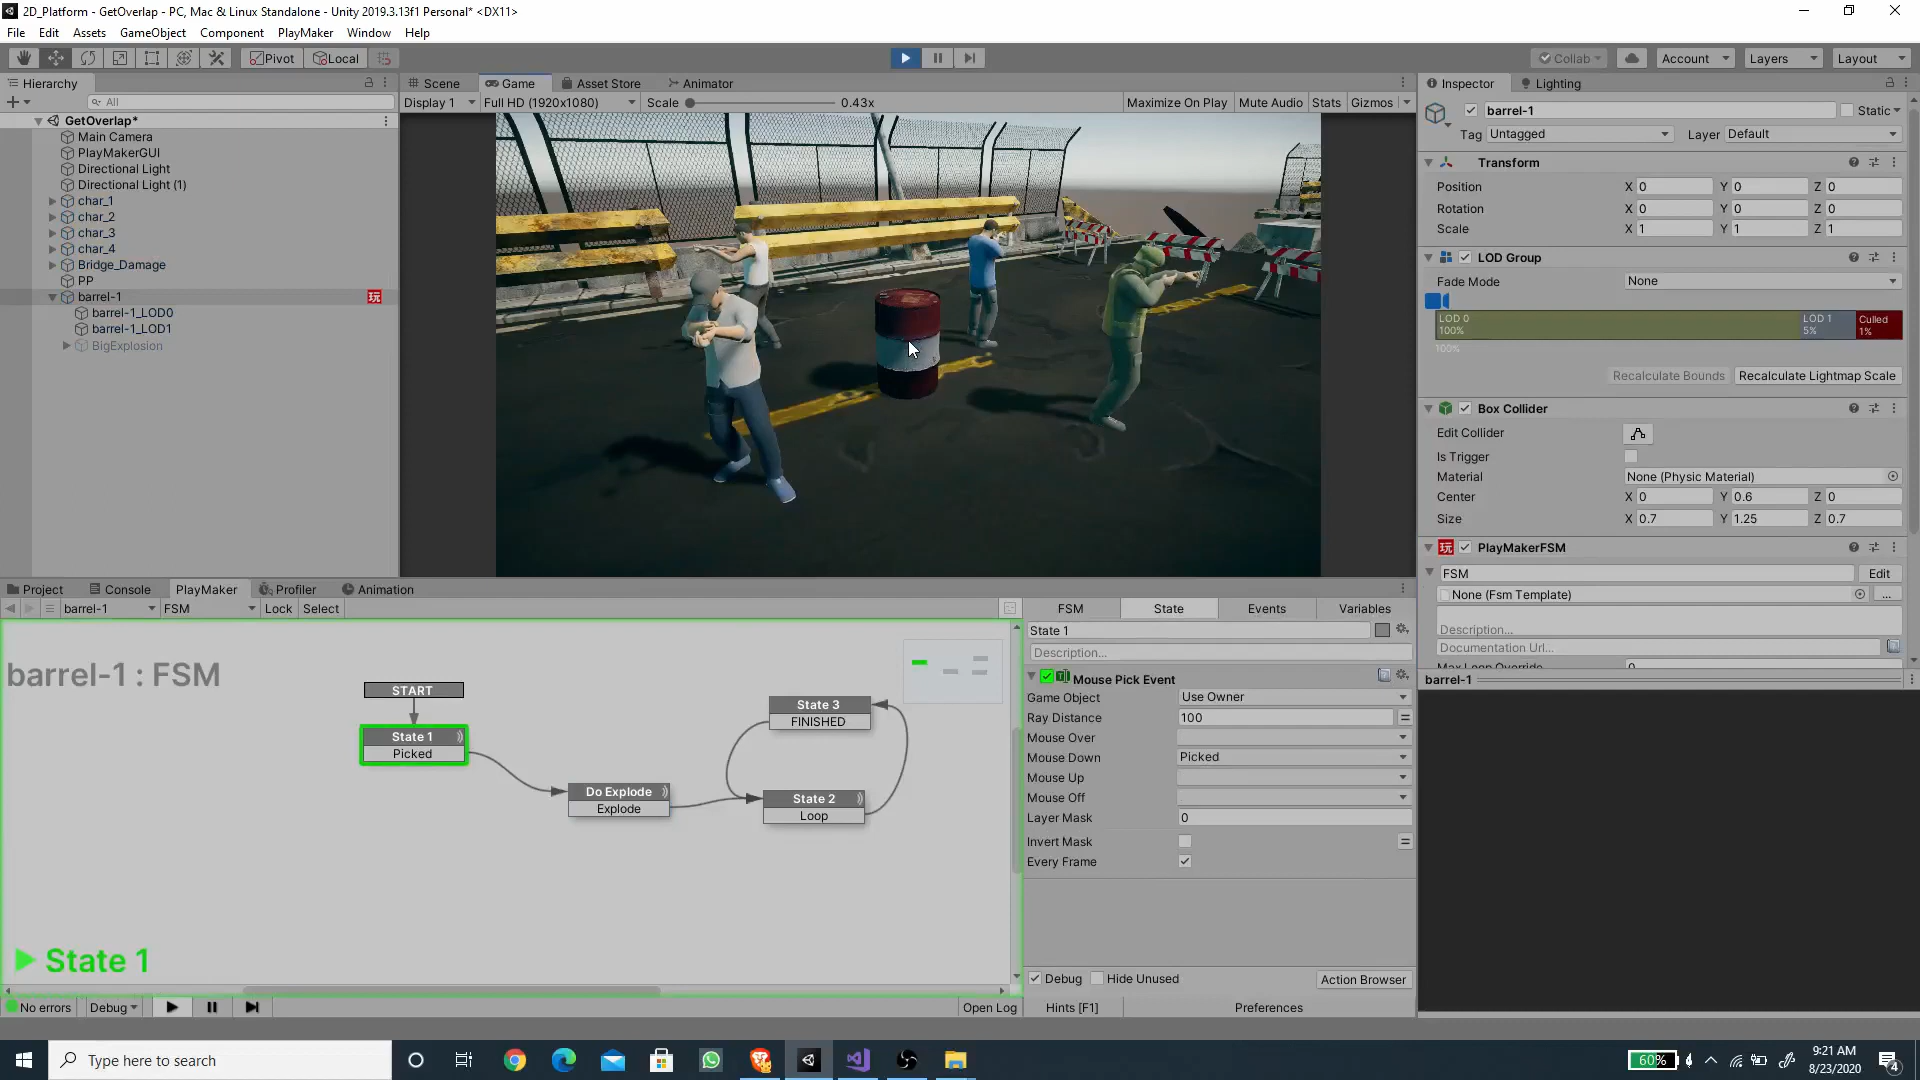 2D_Platform - GetOverlap - PC, Mac & Linux Standalone - Unity 2019.3.13f1 Personal* <DX11>
File Edit Assets GameObject Component PlayMaker Window Help
Pivot Local Collab Account Layers Layout
Hierarchy
All
GetOverlap*
Main Camera
PlayMakerGUI
Directional Light
Directional Light (1)
char_1
char_2
char_3
char_4
Bridge_Damage
PP
barrel-1 玩
barrel-1_LOD0
barrel-1_LOD1
BigExplosion
Scene Game Asset Store Animator
Display 1 Full HD (1920x1080) Scale 0.43x Maximize On Play Mute Audio Stats Gizmos
Inspector Lighting
barrel-1 Static
Tag Untagged Layer Default
Transform
Position X 0 Y 0 Z 0
Rotation X 0 Y 0 Z 0
Scale X 1 Y 1 Z 1
LOD Group
Fade Mode None
LOD 0 LOD 1 Culled
100% 5% 1%
100%
Recalculate Bounds Recalculate Lightmap Scale
Box Collider
Edit Collider
Is Trigger
Material None (Physic Material)
Center X 0 Y 0.6 Z 0
Size X 0.7 Y 1.25 Z 0.7
玩 PlayMakerFSM
FSM Edit
None (Fsm Template) ...
Description...
Documentation Url...
Max Loop Override 0
barrel-1
Project Console PlayMaker Profiler Animation
barrel-1 FSM Lock Select
barrel-1 : FSM
START
State 1
Picked
Do Explode
Explode
State 3
FINISHED
State 2
Loop
State 1
No errors Debug Open Log
FSM State Events Variables
State 1
Description...
Mouse Pick Event
Game Object Use Owner
Ray Distance 100 =
Mouse Over
Mouse Down Picked
Mouse Up
Mouse Off
Layer Mask 0
Invert Mask =
Every Frame
Debug Hide Unused Action Browser
Hints [F1] Preferences
Type here to search
60%
9:21 AM
8/23/2020
4